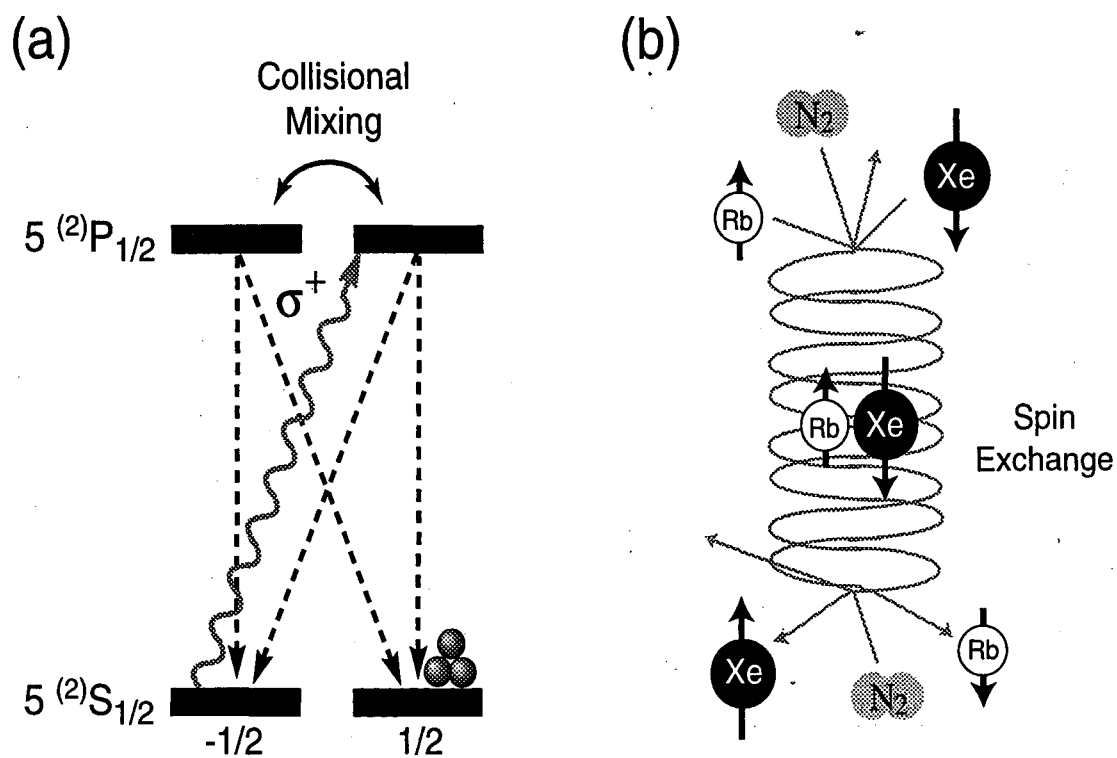 (a)
Collisional
Mixing
5 (2)P1/2
σ+
5 (2)S1/2
-1/2
1/2
(b)
N2
Xe
Rb
Rb
Xe
Spin
Exchange
Xe
N2
Rb